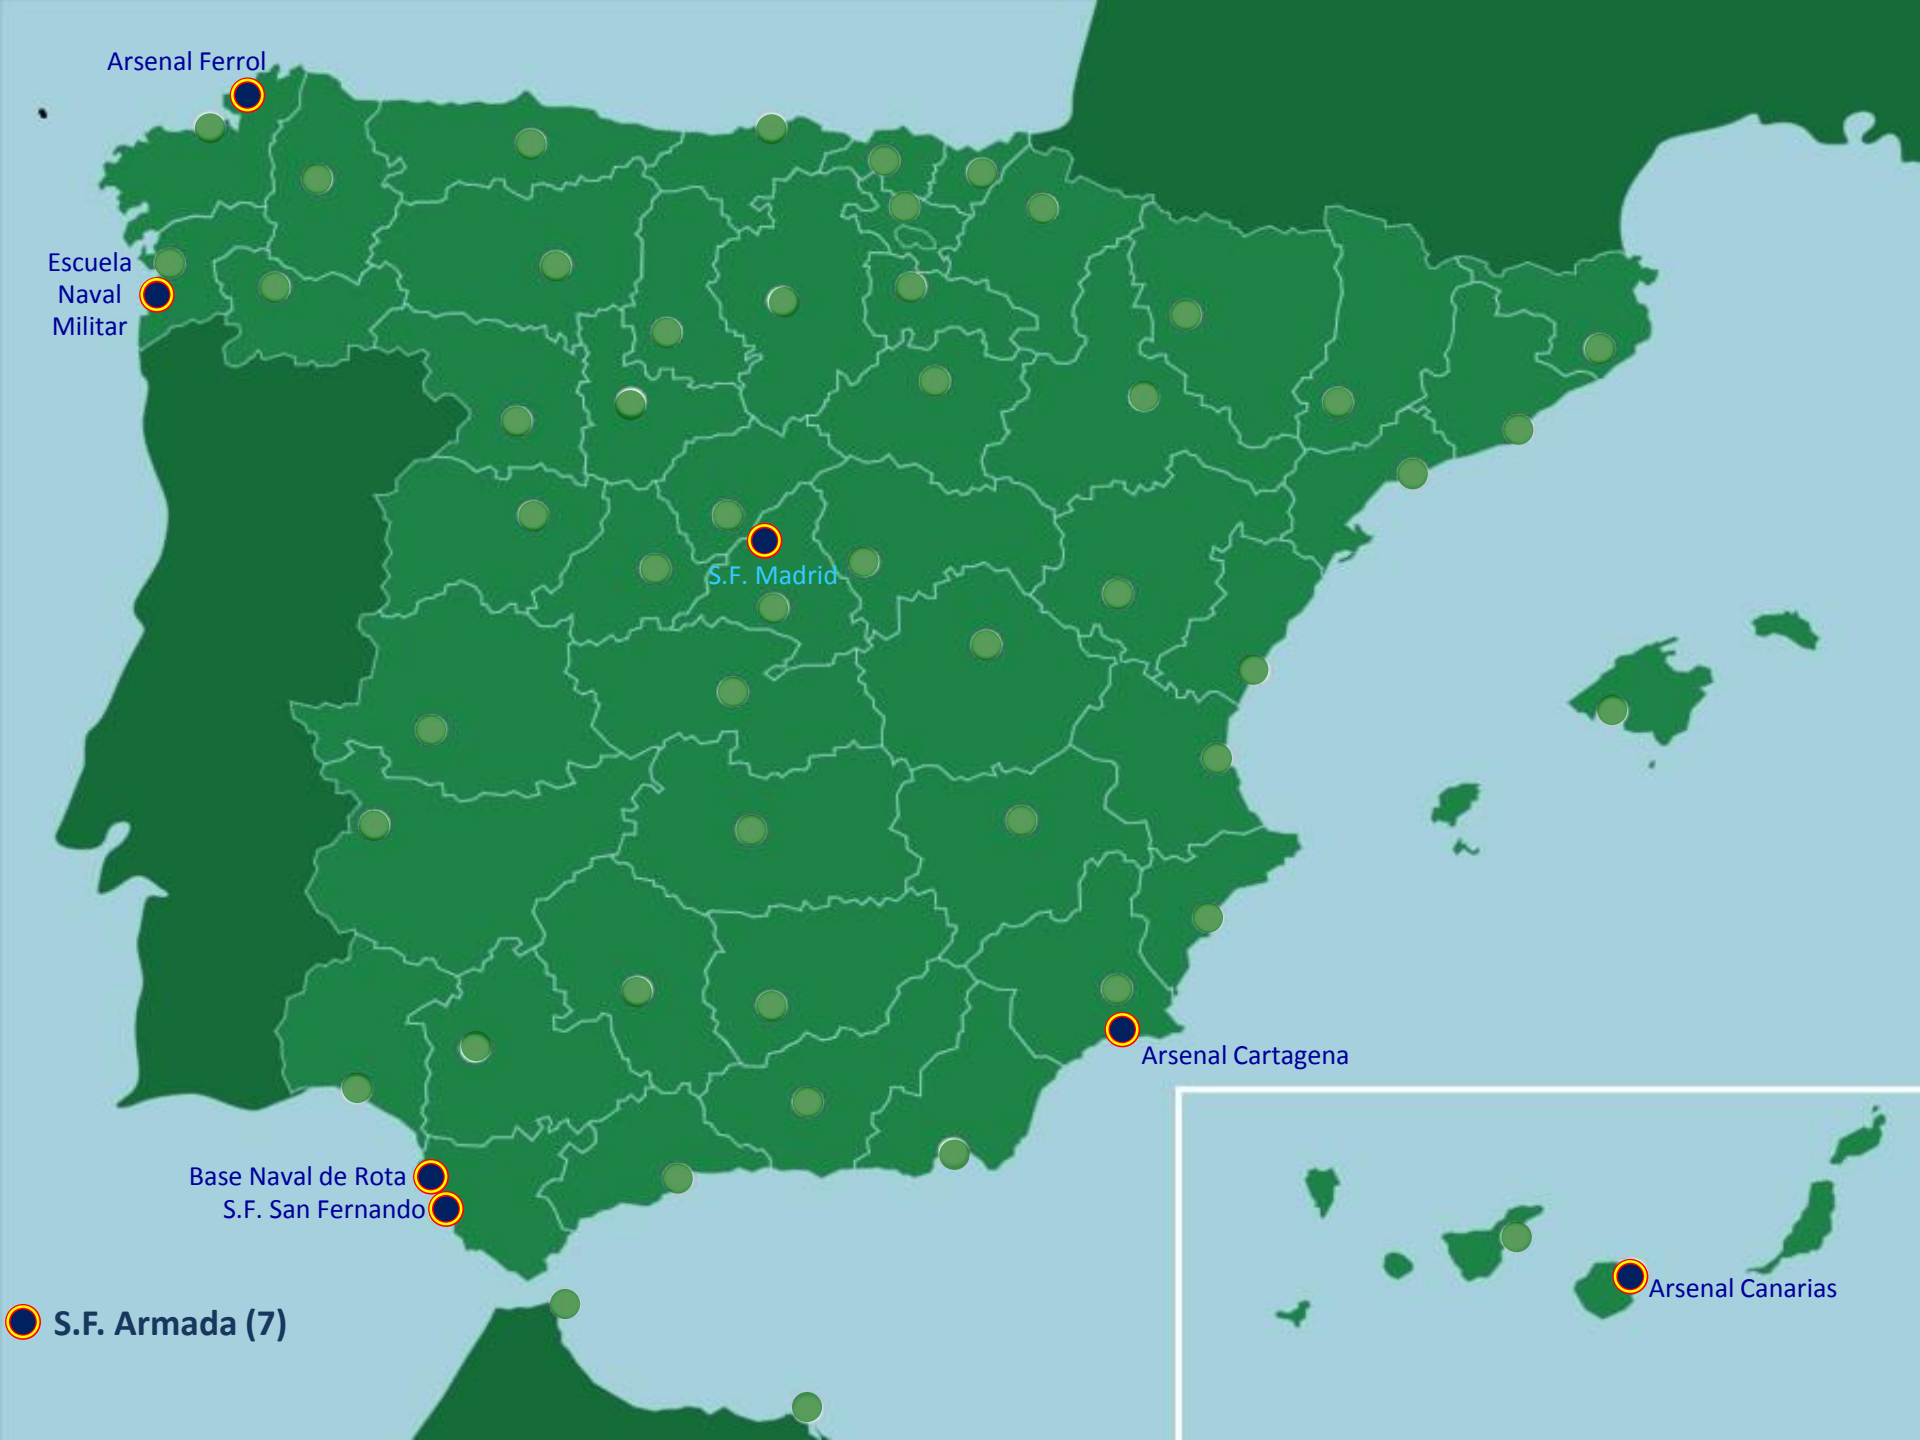 Arsenal Ferrol
Escuela
Naval
Militar
S.F. Madrid
Arsenal Cartagena
Base Naval de Rota
S.F. San Fernando
Arsenal Canarias
S.F. Armada (7)